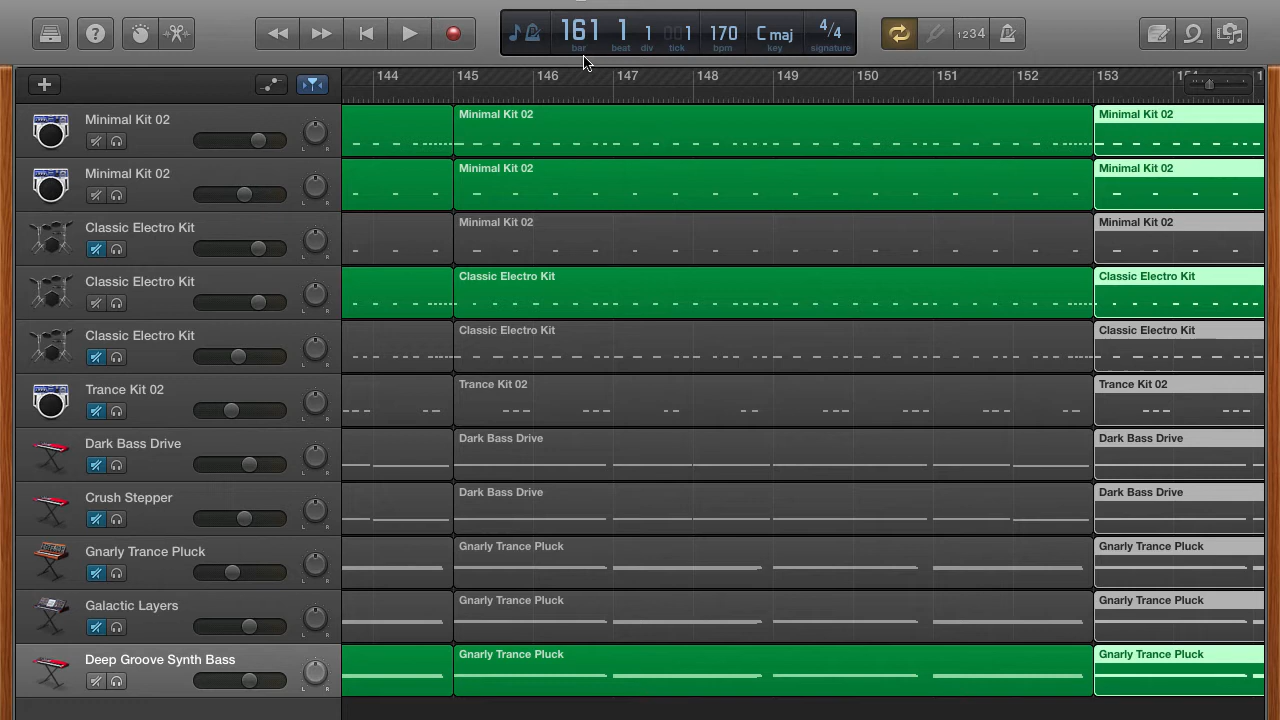 161 1 1 001 170 C maj 4/4
bar beat div tick bpm key signature
1234
144 145 146 147 148 149 150 151 152 153
Minimal Kit 02
L R
Minimal Kit 02
Minimal Kit 02
Minimal Kit 02
L R
Minimal Kit 02
Minimal Kit 02
Classic Electro Kit
L R
Minimal Kit 02
Minimal Kit 02
Classic Electro Kit
L R
Classic Electro Kit
Classic Electro Kit
Classic Electro Kit
L R
Classic Electro Kit
Classic Electro Kit
Trance Kit 02
L R
Trance Kit 02
Trance Kit 02
Dark Bass Drive
L R
Dark Bass Drive
Dark Bass Drive
Crush Stepper
L R
Dark Bass Drive
Dark Bass Drive
Gnarly Trance Pluck
L R
Gnarly Trance Pluck
Gnarly Trance Pluck
Galactic Layers
L R
Gnarly Trance Pluck
Gnarly Trance Pluck
Deep Groove Synth Bass
L R
Gnarly Trance Pluck
Gnarly Trance Pluck